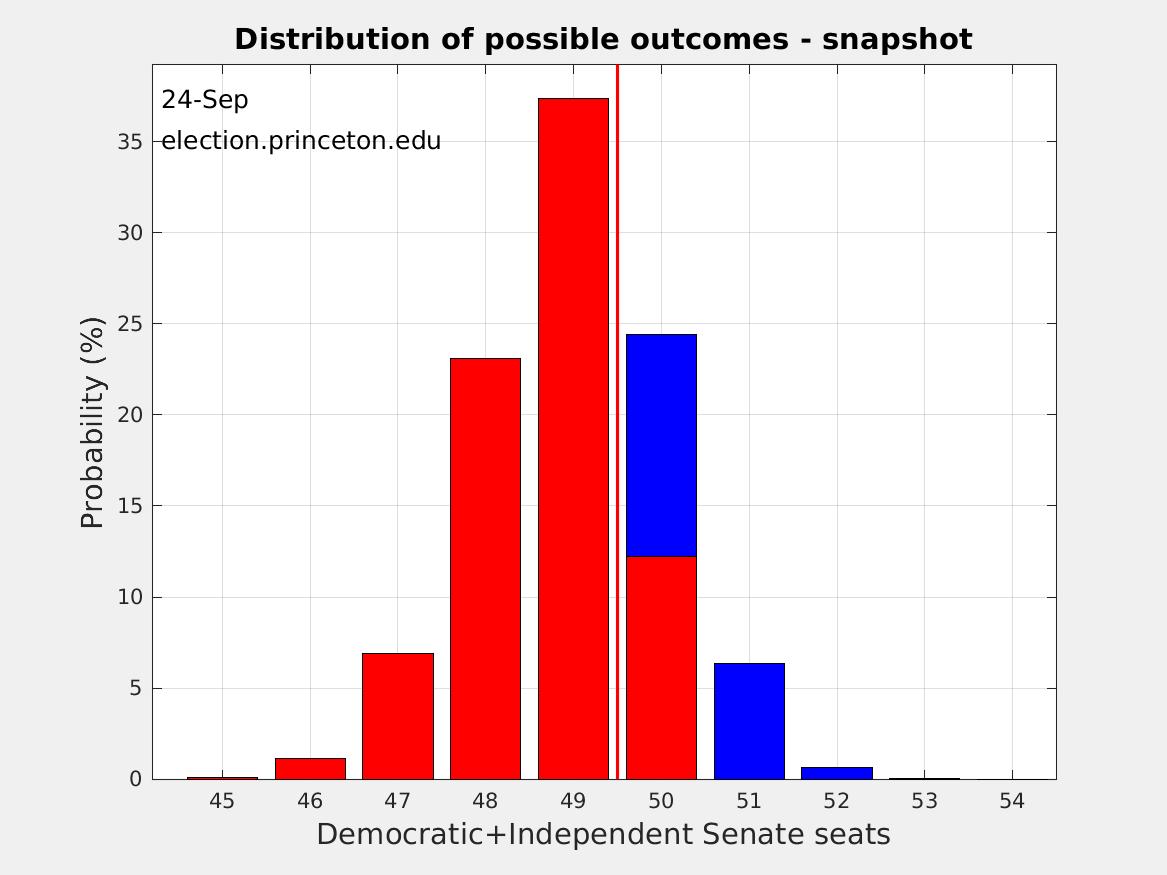 Distribution of possible outcomes - snapshot
24-Sep
election.princeton.edu
35
30
25
20
15
10
5
0
Probability (%)
45 46 47 48 49 50 51 52 53 54
Democratic+Independent Senate seats